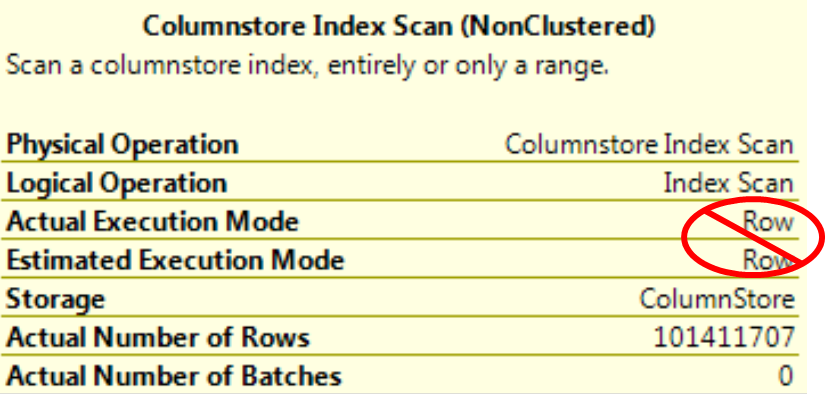 Columnstore Index Scan (NonClustered)
Scan a columnstore index, entirely or only a range.
Physical Operation Columnstore Index Scan
Logical Operation Index Scan
Actual Execution Mode Row
Estimated Execution Mode Row
Storage ColumnStore
Actual Number of Rows 101411707
Actual Number of Batches 0